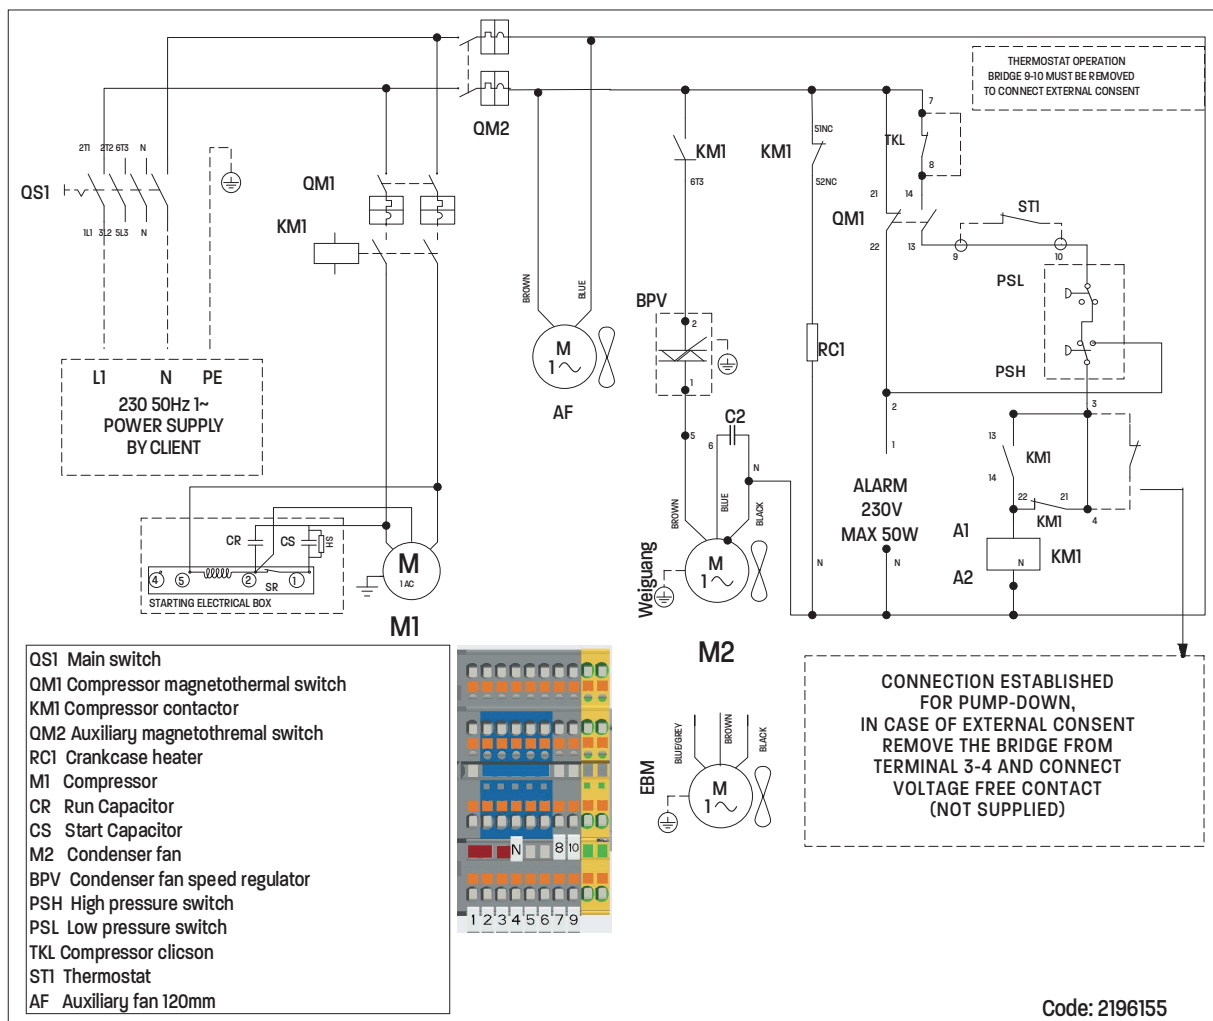 THERMOSTAT OPERATION
BRIDGE 9-10 MUST BE REMOVED
TO CONNECT EXTERNAL CONSENT
QM2
7
TKL
8
2T1 2T2 6T3 N
QS1
1L1 3L2 5L3 N
QM1
KM1
KM1
6T3
KM1
51NC
52NC
21
14
QM1
22
13
ST1
9
10
PSL
PSH
BROWN
BLUE
M
1
AF
BPV
2
1
5
RC1
L1 N PE
230 50Hz 1~
POWER SUPPLY
BY CLIENT
C2
6
N
BROWN
BLUE
BLACK
Weiguang
M
1
M2
2
1
ALARM
230V
MAX 50W
N
N
3
13
KM1
14
22
21
KM1
4
A1
N
KM1
A2
CR
CS
HS
4 5 2 1
SR
STARTING ELECTRICAL BOX
M
1 AC
M1
QS1 Main switch
QM1 Compressor magnetothermal switch
KM1 Compressor contactor
QM2 Auxiliary magnetothremal switch
RC1 Crankcase heater
M1 Compressor
CR Run Capacitor
CS Start Capacitor
M2 Condenser fan
BPV Condenser fan speed regulator
PSH High pressure switch
PSL Low pressure switch
TKL Compressor clicson
ST1 Thermostat
AF Auxiliary fan 120mm
N 8 10
1 2 3 4 5 6 7 9
BLUE/GREY
BROWN
BLACK
EBM
M
1
CONNECTION ESTABLISHED
FOR PUMP-DOWN,
IN CASE OF EXTERNAL CONSENT
REMOVE THE BRIDGE FROM
TERMINAL 3-4 AND CONNECT
VOLTAGE FREE CONTACT
(NOT SUPPLIED)
Code: 2196155